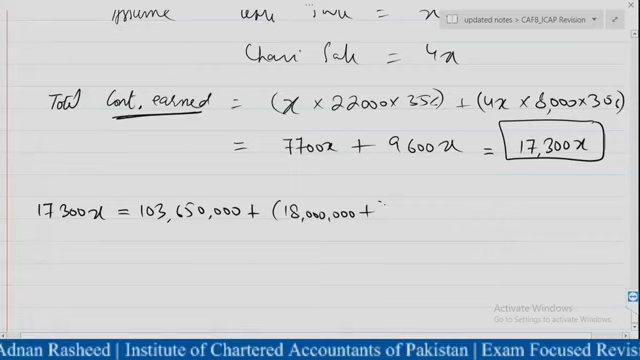 Assume sale = x
Chair Sale = 4x
updated notes > CAF8_ICAP Revision
Total Cont. earned = (x × 22000 × 35%) + (4x × 8,000 × 30%)
= 7700x + 9600x = 17,300x
17300x = 103,650,000 + (18,000,000 +
Activate Windows
Go to Settings to activate Windows.
Adnan Rasheed | Institute of Chartered Accountants of Pakistan | Exam Focused Revis